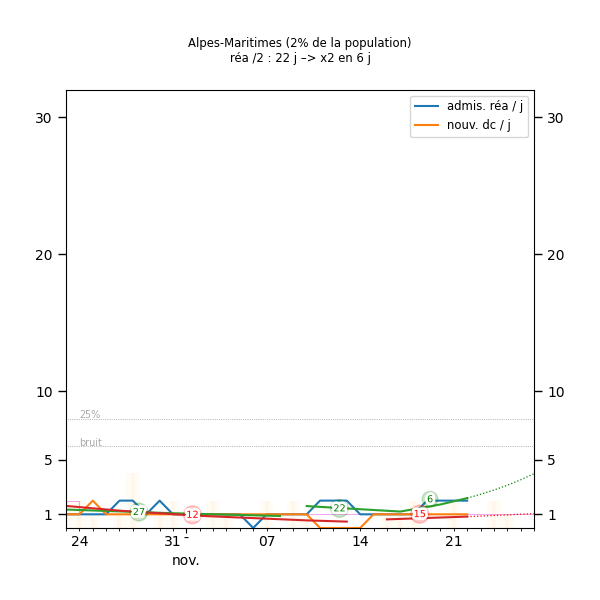 Alpes-Maritimes (2% de la population)
réa /2 : 22 j –> x2 en 6 j
admis. réa / j
nouv. dc / j
30 30
20 20
10 10
25%
bruit
5 5
27 12 22 15 6
1 1
24 31 - 07 14 21
nov.